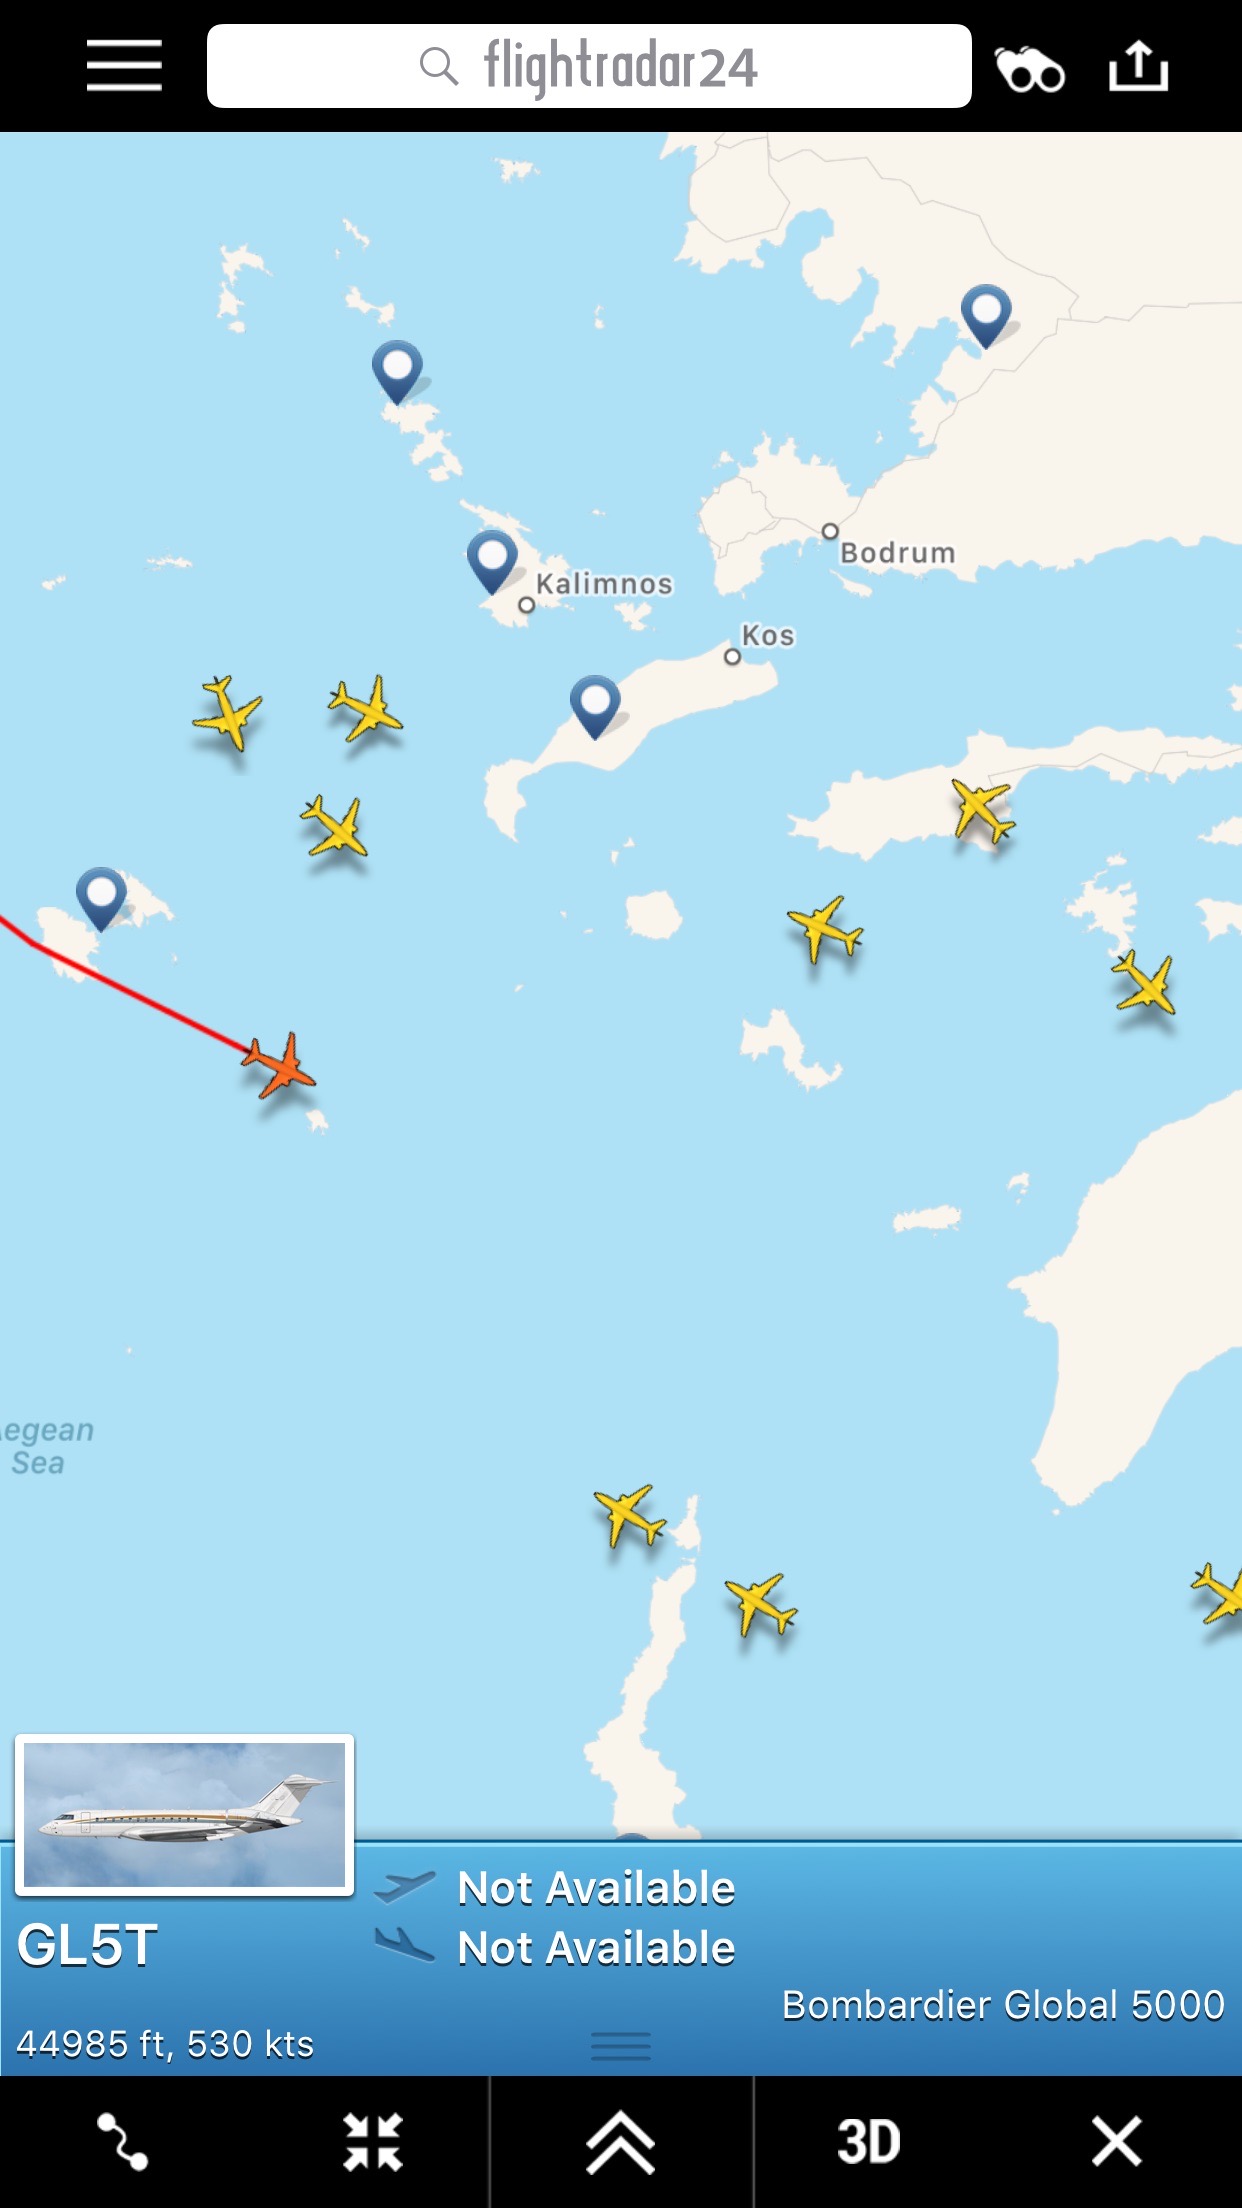 flightradar24
Bodrum
Kalimnos
Kos
egean
Sea
Not Available
GL5T
Not Available
Bombardier Global 5000
44985 ft, 530 kts
3D